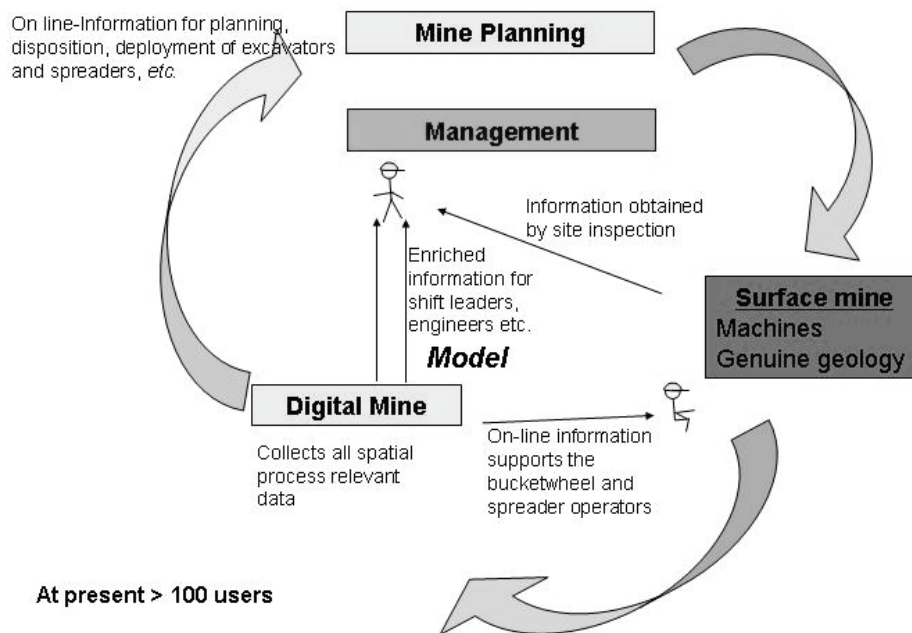 On line-Information for planning,
disposition, deployment of excavators
and spreaders, etc.
Mine Planning
Management
Information obtained
by site inspection
Enriched
information for
shift leaders,
engineers etc.
Model
Surface mine
Machines
Genuine geology
Digital Mine
Collects all spatial
process relevant
data
On-line information
supports the
bucketwheel and
spreader operators
At present > 100 users